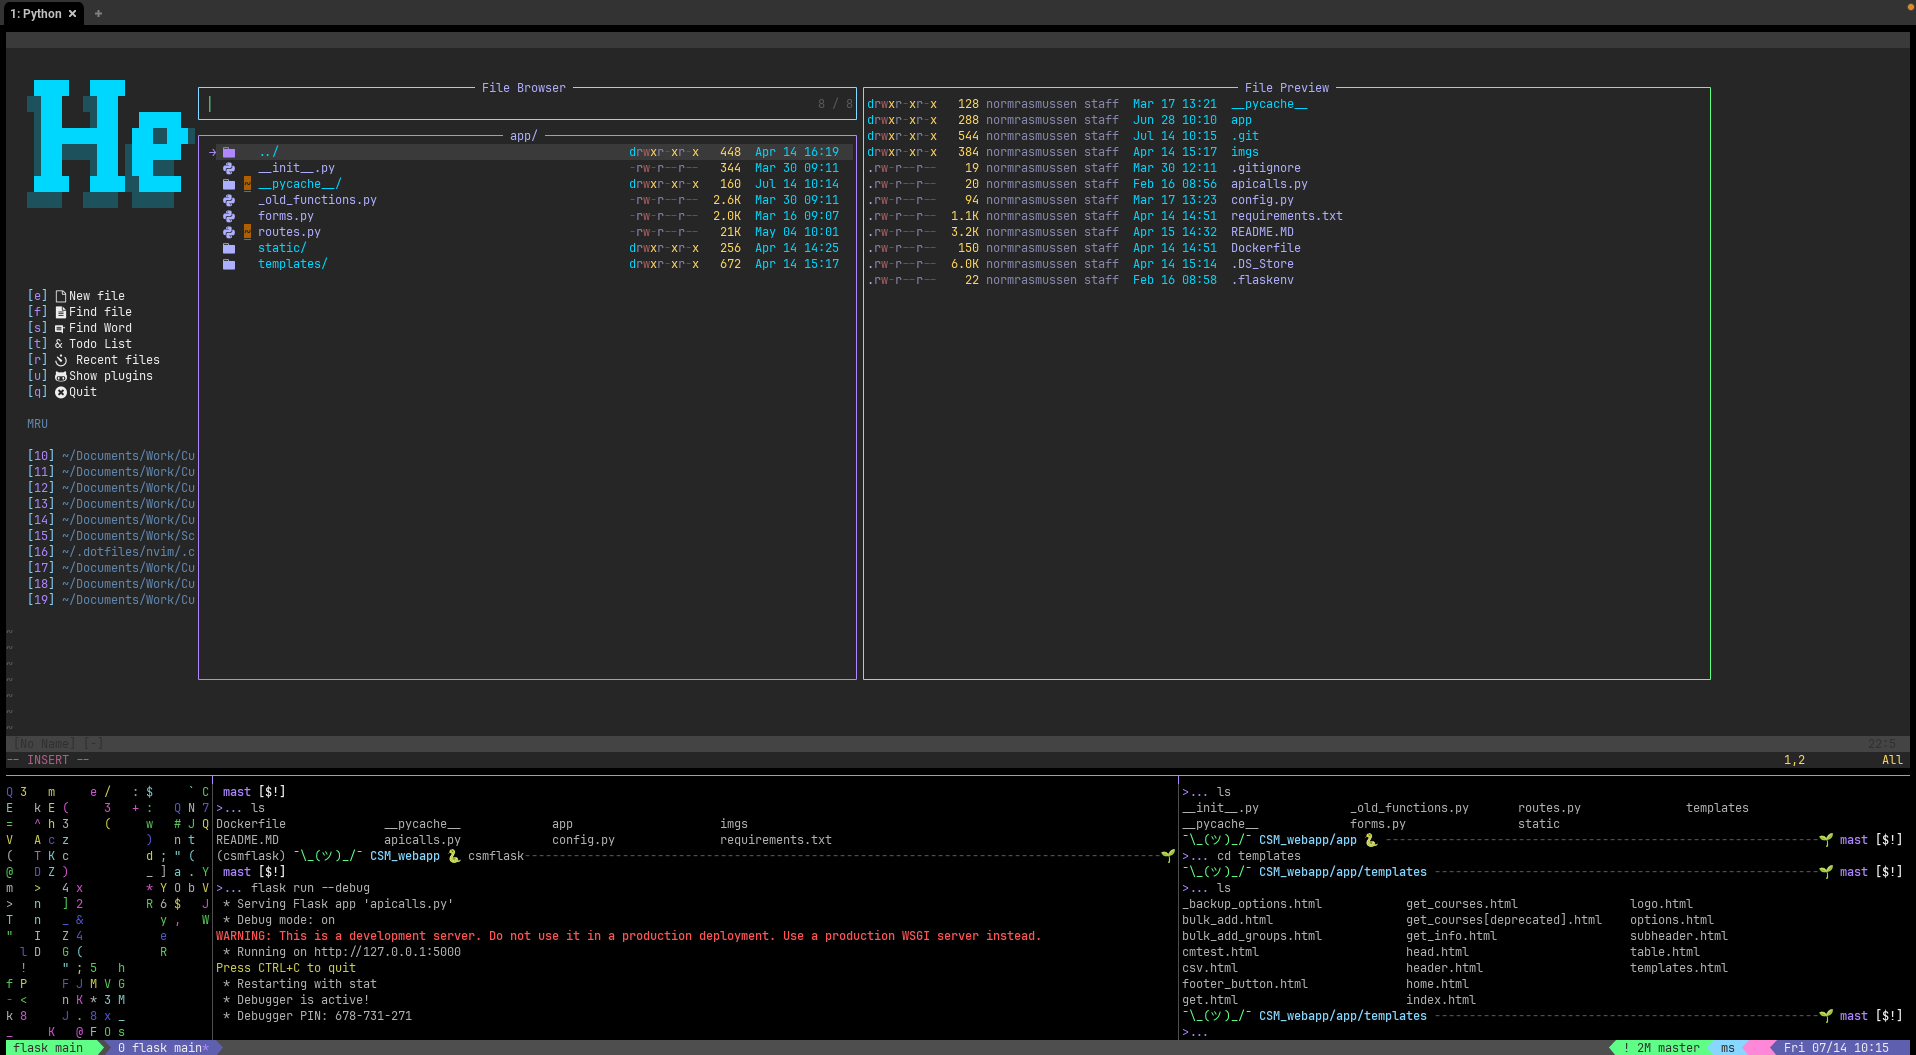 1: Python × +
He
File Browser
8 / 8
app/
../ drwxr-xr-x 448 Apr 14 16:19
__init__.py -rw-r--r-- 344 Mar 30 09:11
~ __pycache__/ drwxr-xr-x 160 Jul 14 10:14
_old_functions.py -rw-r--r-- 2.6K Mar 30 09:11
forms.py -rw-r--r-- 2.0K Mar 16 09:07
~ routes.py -rw-r--r-- 21K May 04 10:01
static/ drwxr-xr-x 256 Apr 14 14:25
templates/ drwxr-xr-x 672 Apr 14 15:17
File Preview
drwxr-xr-x 128 normrasmussen staff Mar 17 13:21 __pycache__
drwxr-xr-x 288 normrasmussen staff Jun 28 10:10 app
drwxr-xr-x 544 normrasmussen staff Jul 14 10:15 .git
drwxr-xr-x 384 normrasmussen staff Apr 14 15:17 imgs
.rw-r--r-- 19 normrasmussen staff Mar 30 12:11 .gitignore
.rw-r--r-- 20 normrasmussen staff Feb 16 08:56 apicalls.py
.rw-r--r-- 94 normrasmussen staff Mar 17 13:23 config.py
.rw-r--r-- 1.1K normrasmussen staff Apr 14 14:51 requirements.txt
.rw-r--r-- 3.2K normrasmussen staff Apr 15 14:32 README.MD
.rw-r--r-- 150 normrasmussen staff Apr 14 14:51 Dockerfile
.rw-r--r-- 6.0K normrasmussen staff Apr 14 15:14 .DS_Store
.rw-r--r-- 22 normrasmussen staff Feb 16 08:58 .flaskenv
[e] New file
[f] Find file
[s] Find Word
[t] & Todo List
[r] Recent files
[u] Show plugins
[q] Quit
MRU
[10] ~/Documents/Work/Cu
[11] ~/Documents/Work/Cu
[12] ~/Documents/Work/Cu
[13] ~/Documents/Work/Cu
[14] ~/Documents/Work/Cu
[15] ~/Documents/Work/Sc
[16] ~/.dotfiles/nvim/.c
[17] ~/Documents/Work/Cu
[18] ~/Documents/Work/Cu
[19] ~/Documents/Work/Cu
~
~
~
~
~
~
~
[No Name] [-] 22:5
-- INSERT -- 1,2 All
Q 3 m e / : $ ` C
E k E ( 3 + : Q N 7
= ^ h 3 ( w # J Q
V A c z ) n t
( T K c d ; " (
@ D Z ) _ ] a . Y
m > 4 x * Y O b V
> n ] 2 R 6 $ J
T n _ & y , W
" I Z 4 e
l D G ( R
! " ; 5 h
f P F J M V G
- < n K * 3 M
k 8 J . 8 x _
_ K @ F O s
mast [$!]
>... ls
Dockerfile __pycache__ app imgs
README.MD apicalls.py config.py requirements.txt
(csmflask) ¯\_(ツ)_/¯ CSM_webapp 🐍 csmflask 🌱
mast [$!]
>... flask run --debug
* Serving Flask app 'apicalls.py'
* Debug mode: on
WARNING: This is a development server. Do not use it in a production deployment. Use a production WSGI server instead.
* Running on http://127.0.0.1:5000
Press CTRL+C to quit
* Restarting with stat
* Debugger is active!
* Debugger PIN: 678-731-271
>... ls
__init__.py _old_functions.py routes.py templates
__pycache__ forms.py static
¯\_(ツ)_/¯ CSM_webapp/app 🐍 🌱 mast [$!]
>... cd templates
¯\_(ツ)_/¯ CSM_webapp/app/templates 🌱 mast [$!]
>... ls
_backup_options.html get_courses.html logo.html
bulk_add.html get_courses[deprecated].html options.html
bulk_add_groups.html get_info.html subheader.html
cmtest.html head.html table.html
csv.html header.html templates.html
footer_button.html home.html
get.html index.html
¯\_(ツ)_/¯ CSM_webapp/app/templates 🌱 mast [$!]
>...
flask main 0 flask main* ! 2M master ms Fri 07/14 10:15